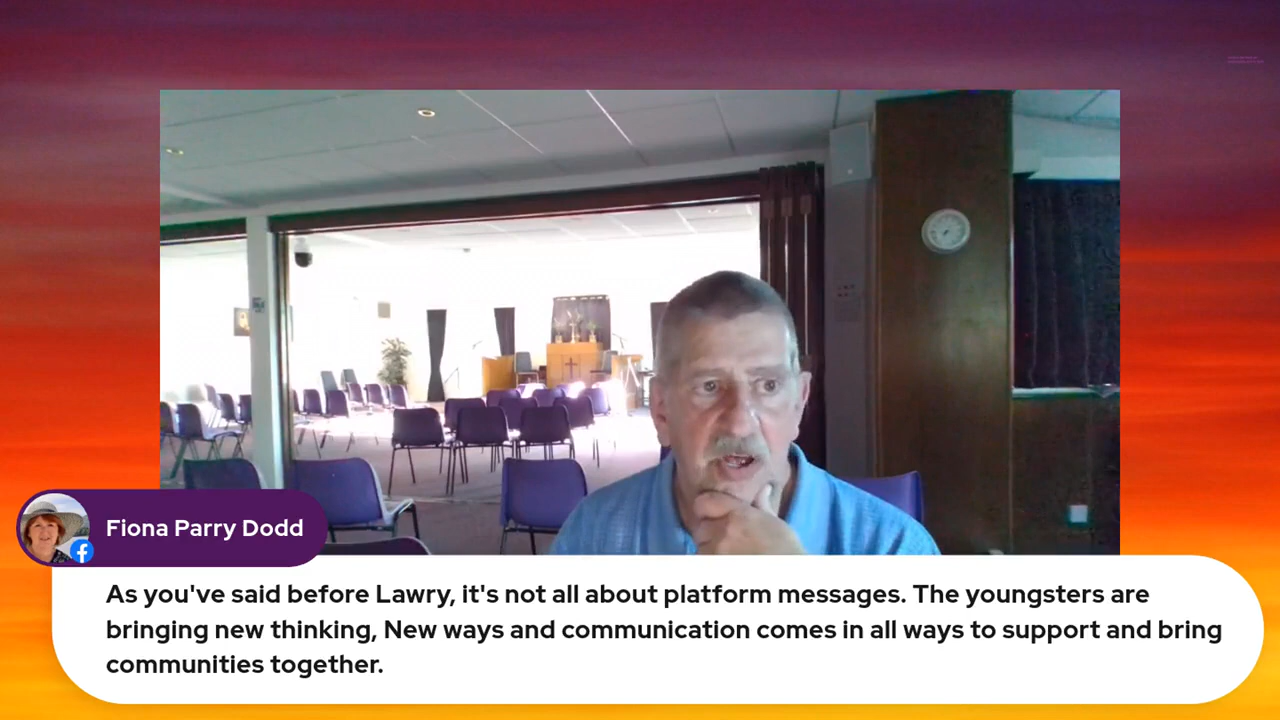 Fiona Parry Dodd
As you've said before Lawry, it's not all about platform messages. The youngsters are
bringing new thinking, New ways and communication comes in all ways to support and bring
communities together.